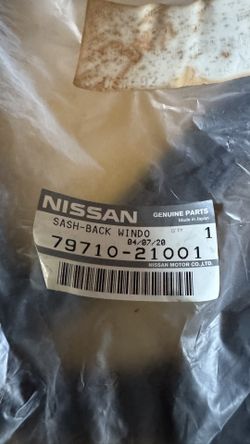 NISSAN GENUINE PARTS
Made in Japan
SASH-BACK WINDO Q'TY 1
04/07/20
79710-21001
NISSAN MOTOR CO.,LTD.